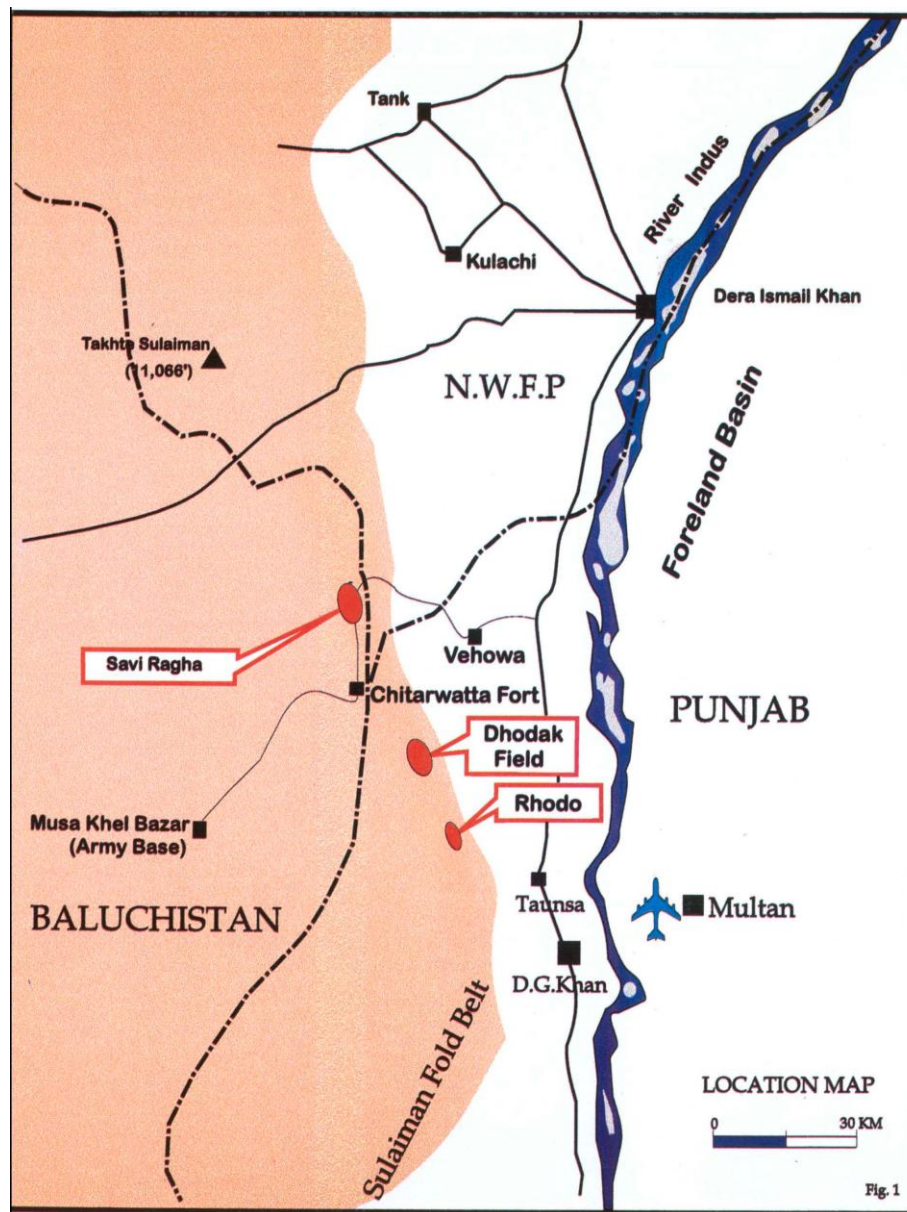 Tank
River Indus
Kulachi
Dera Ismail Khan
Takhta Sulaiman
(11,066')
N.W.F.P
Foreland Basin
Savi Ragha
Vehowa
Chitarwatta Fort
PUNJAB
Dhodak
Field
Rhodo
Musa Khel Bazar
(Army Base)
Taunsa
Multan
BALUCHISTAN
D.G.Khan
Sulaiman Fold Belt
LOCATION MAP
0 30 KM
Fig. 1